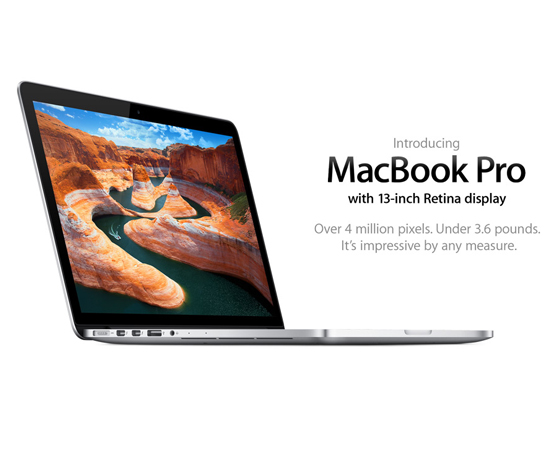 Introducing
MacBook Pro
with 13-inch Retina display
Over 4 million pixels. Under 3.6 pounds.
It’s impressive by any measure.